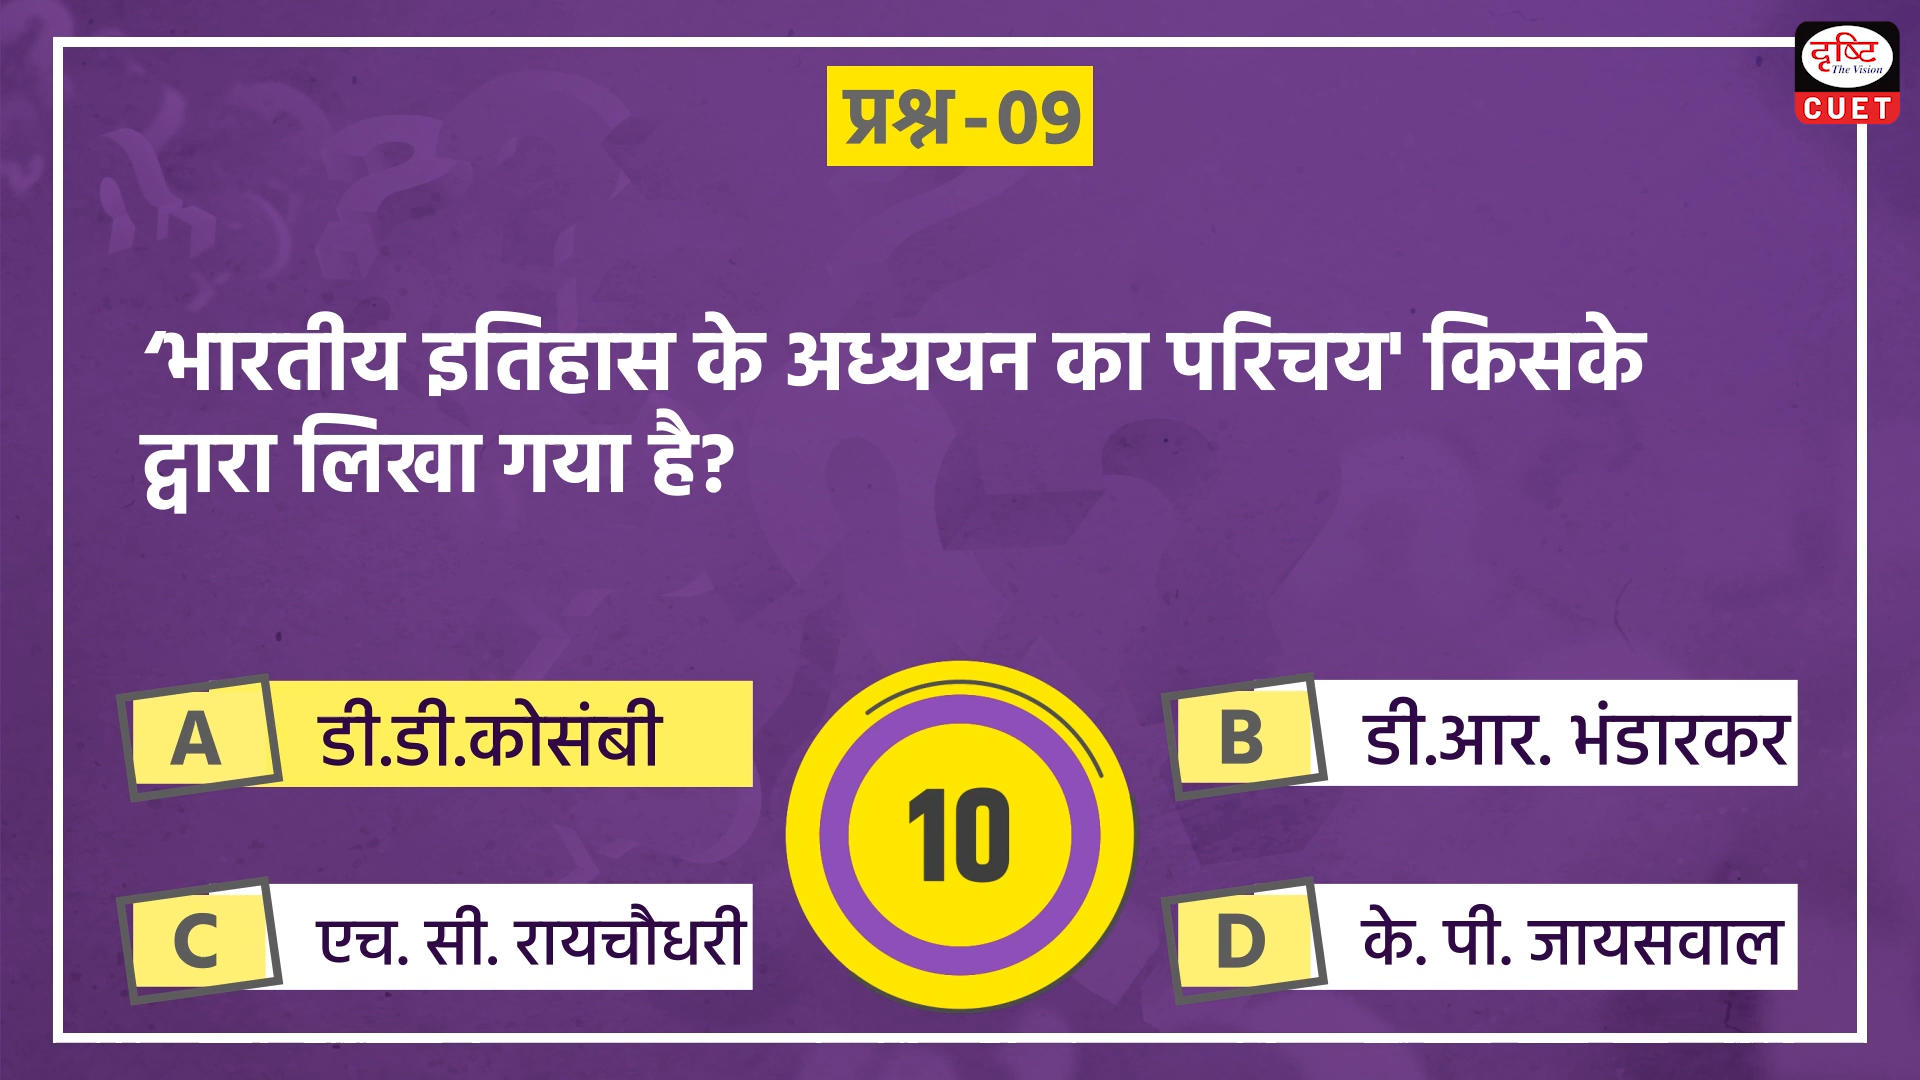 दृष्टि
The Vision
CUET
प्रश्न-09
‘भारतीय इतिहास के अध्ययन का परिचय' किसके
द्वारा लिखा गया है?
A डी.डी.कोसंबी
B डी.आर. भंडारकर
10
C एच. सी. रायचौधरी
D के. पी. जायसवाल